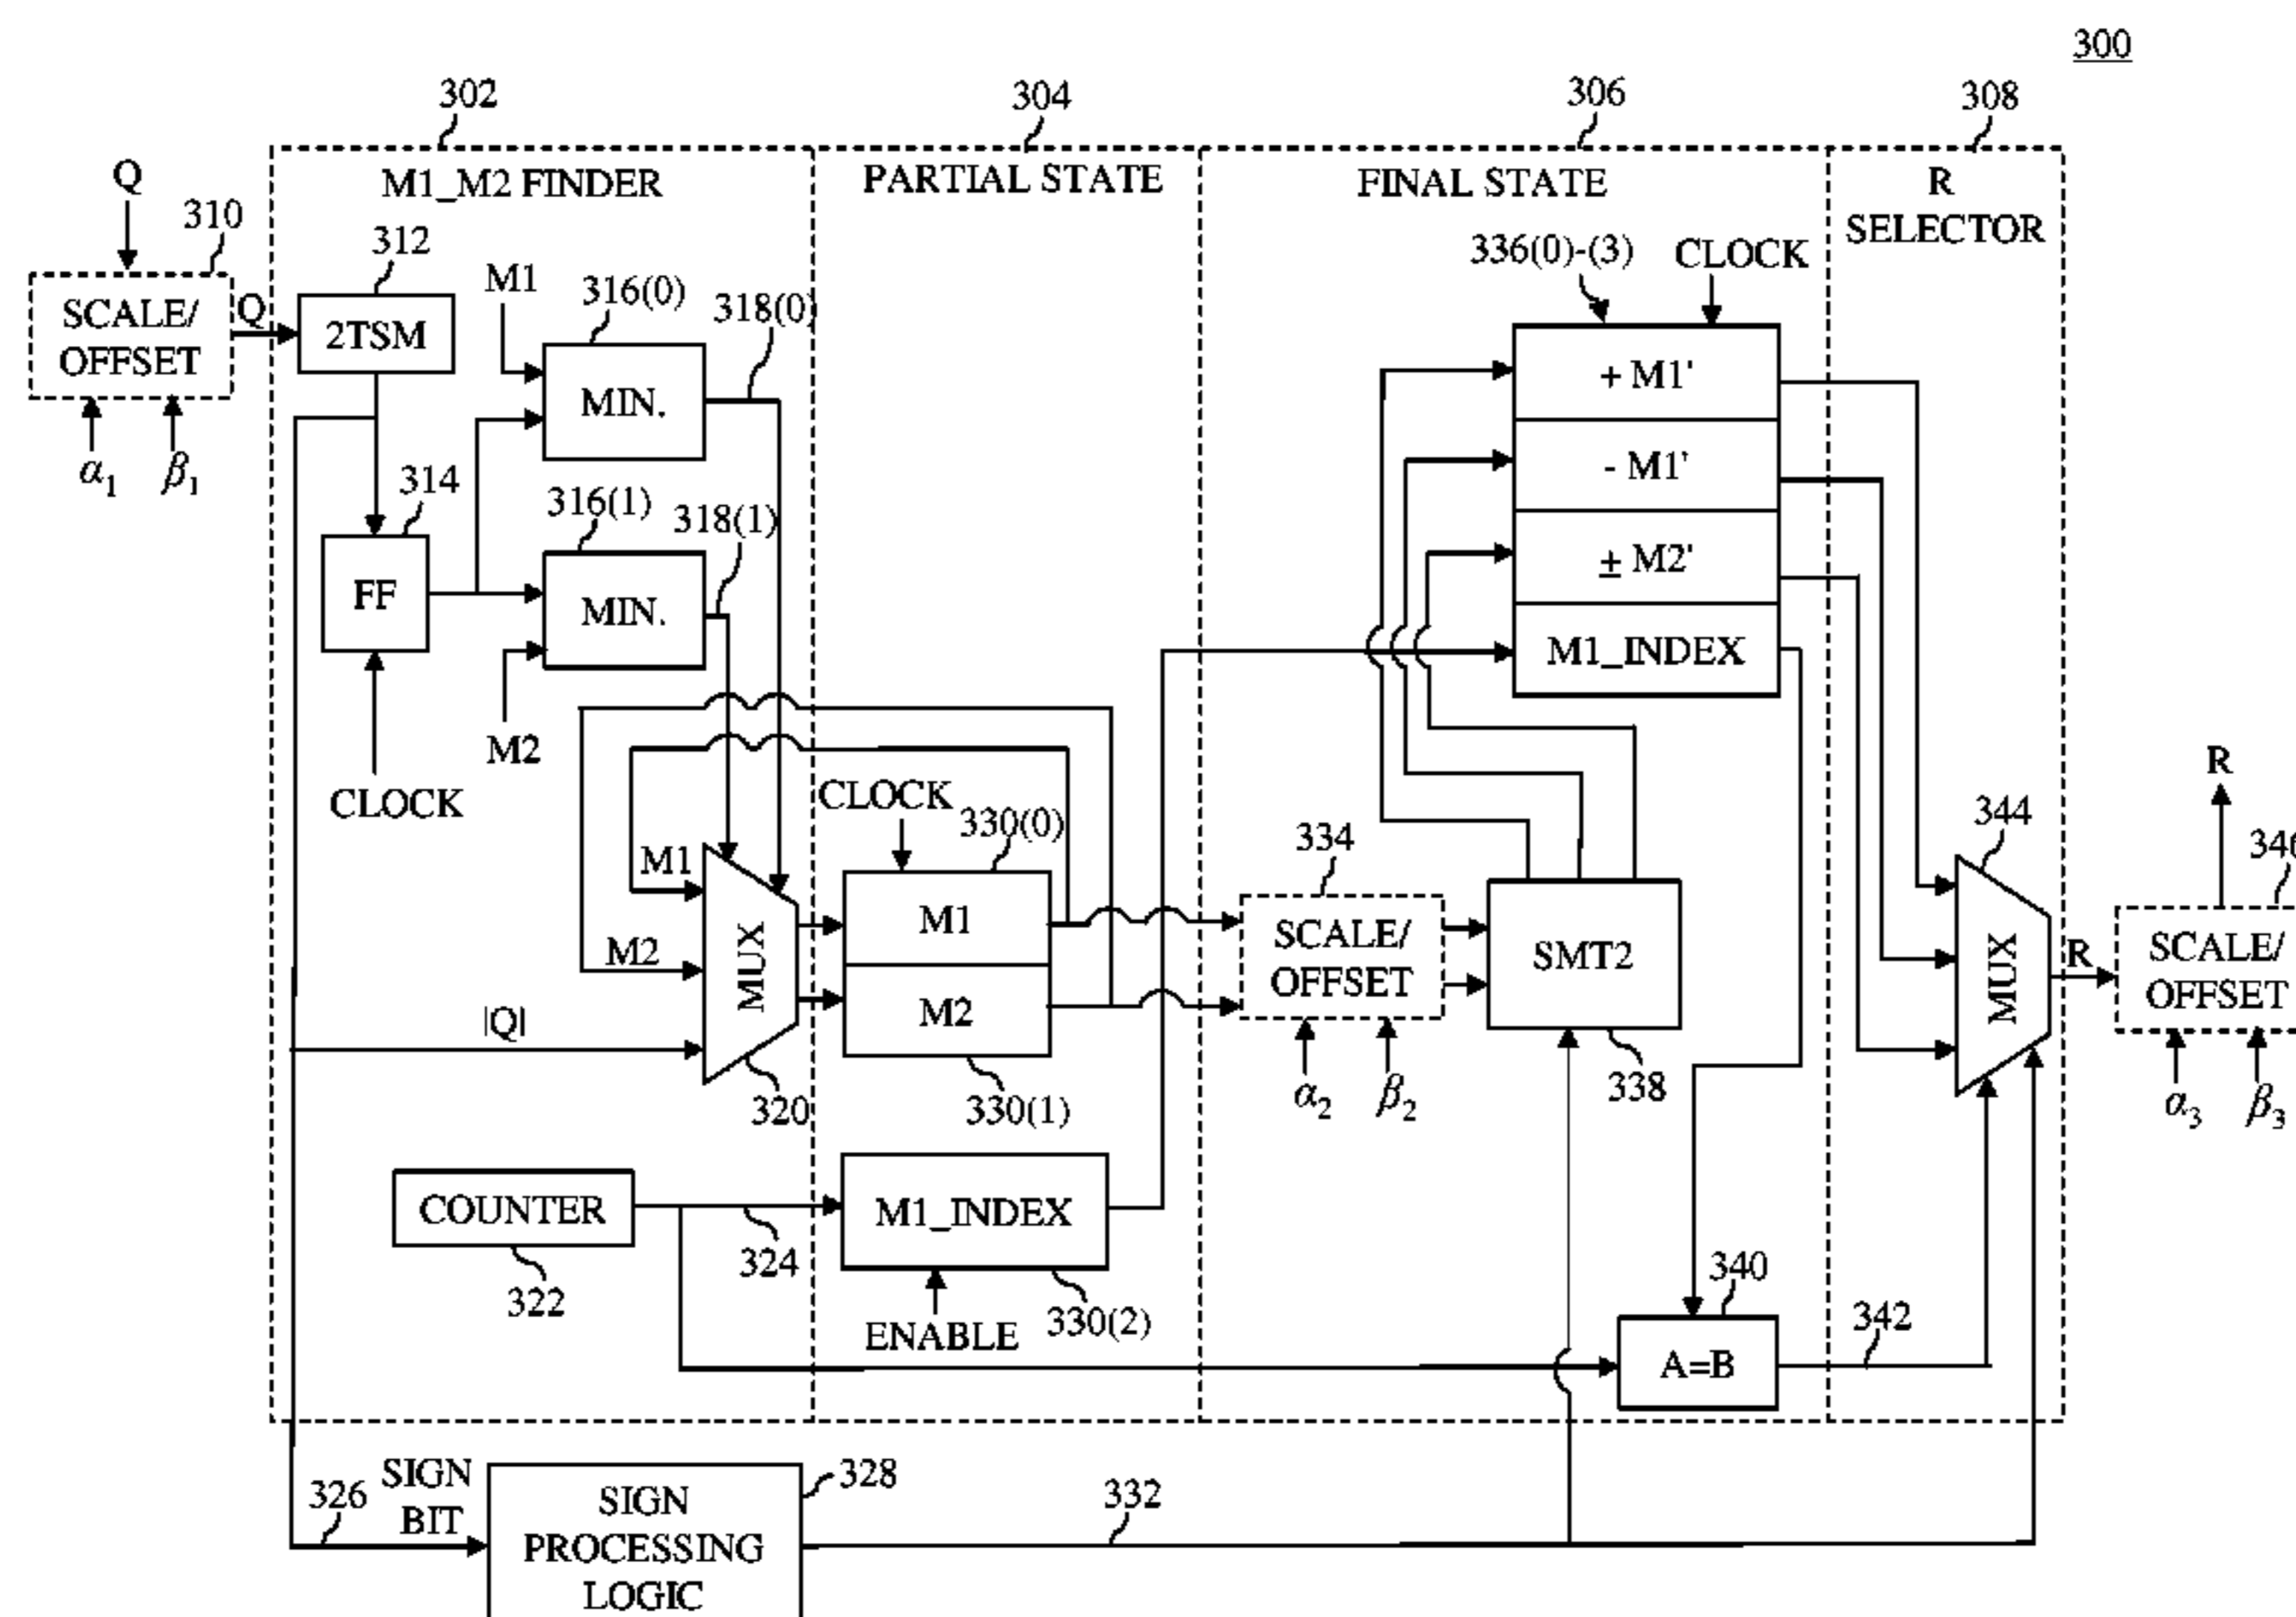 300
302
304
306
308
M1_M2 FINDER
PARTIAL STATE
FINAL STATE
R
SELECTOR
Q
310
SCALE/
OFFSET
α1
β1
Q
312
2TSM
M1
316(0)
MIN.
318(0)
314
FF
CLOCK
316(1)
MIN.
318(1)
M2
336(0)-(3)
CLOCK
+ M1'
- M1'
± M2'
M1_INDEX
M1
M2
|Q|
MUX
320
CLOCK
330(0)
M1
M2
330(1)
334
SCALE/
OFFSET
α2
β2
SMT2
338
344
MUX
R
R
SCALE/
OFFSET
α3
β3
COUNTER
322
324
M1_INDEX
ENABLE
330(2)
340
A=B
342
326
SIGN
BIT
SIGN
PROCESSING
LOGIC
328
332